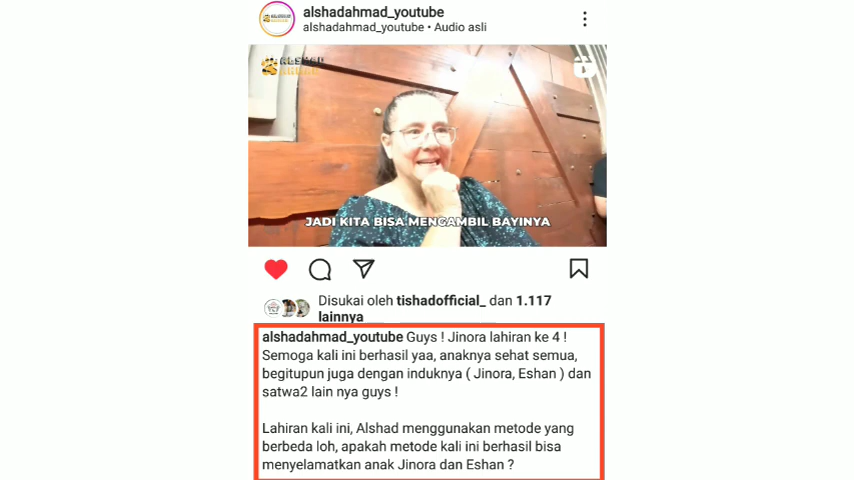 alshadahmad_youtube
alshadahmad_youtube • Audio asli
ALSHAD
AHMAD
JADI KITA BISA MENGAMBIL BAYINYA
Disukai oleh tishadofficial_ dan 1.117
lainnya
alshadahmad_youtube Guys ! Jinora lahiran ke 4 !
Semoga kali ini berhasil yaa, anaknya sehat semua,
begitupun juga dengan induknya ( Jinora, Eshan ) dan
satwa2 lain nya guys !
Lahiran kali ini, Alshad menggunakan metode yang
berbeda loh, apakah metode kali ini berhasil bisa
menyelamatkan anak Jinora dan Eshan ?